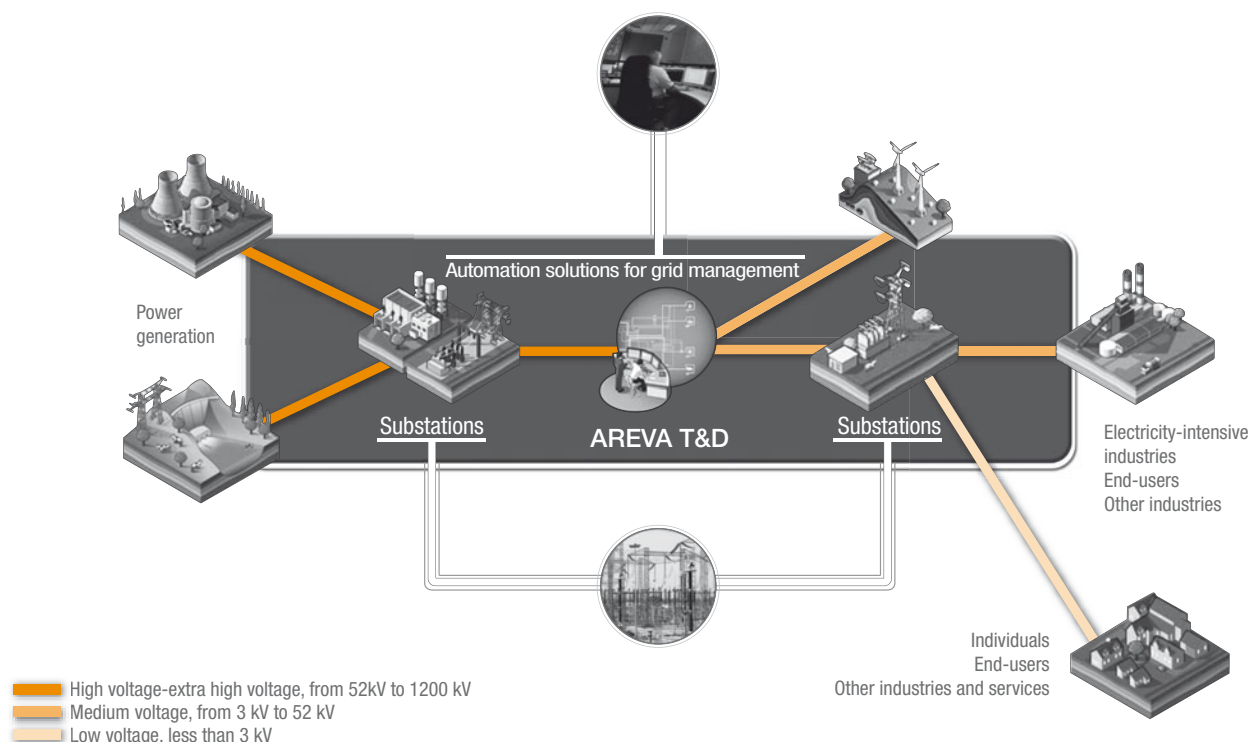 Automation solutions for grid management
Power
generation
Substations
AREVA T&D
Substations
Electricity-intensive
industries
End-users
Other industries
Individuals
End-users
Other industries and services
High voltage-extra high voltage, from 52kV to 1200 kV
Medium voltage, from 3 kV to 52 kV
Low voltage, less than 3 kV